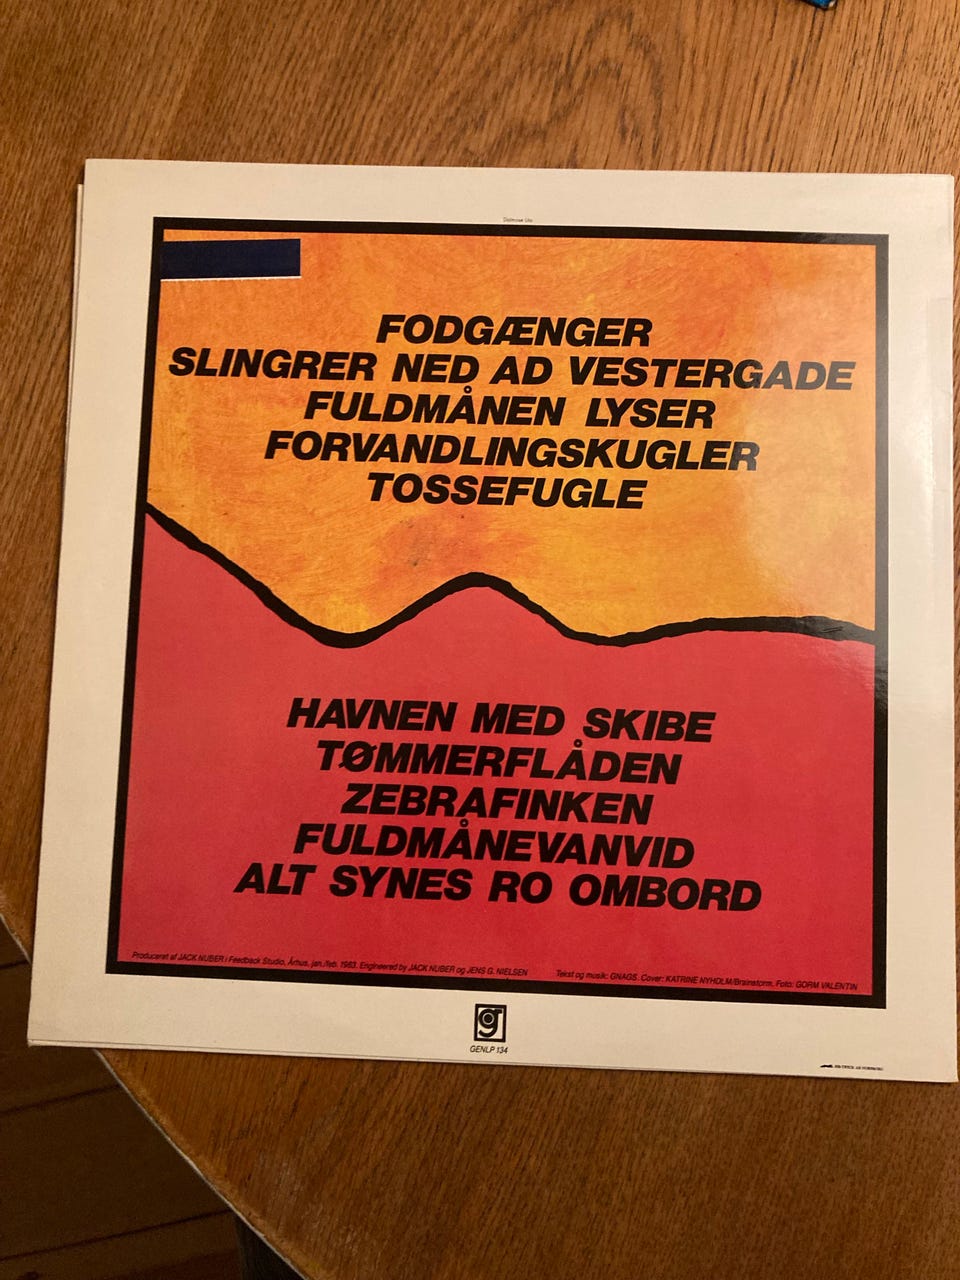 FODGÆNGER
SLINGRER NED AD VESTERGADE
FULDMÅNEN LYSER
FORVANDLINGSKUGLER
TOSSEFUGLE
HAVNEN MED SKIBE
TØMMERFLÅDEN
ZEBRAFINKEN
FULDMÅNEVANVID
ALT SYNES RO OMBORD
Produceret af JACK NUBER i Feedback Studio, Århus, jan./feb. 1983. Engineered by JACK NUBER og JENS G. NIELSEN
Tekst og musik: GNAGS. Cover: KATRINE NYHOLM/Brainstorm. Foto: GORM VALENTIN
g
GENLP 134